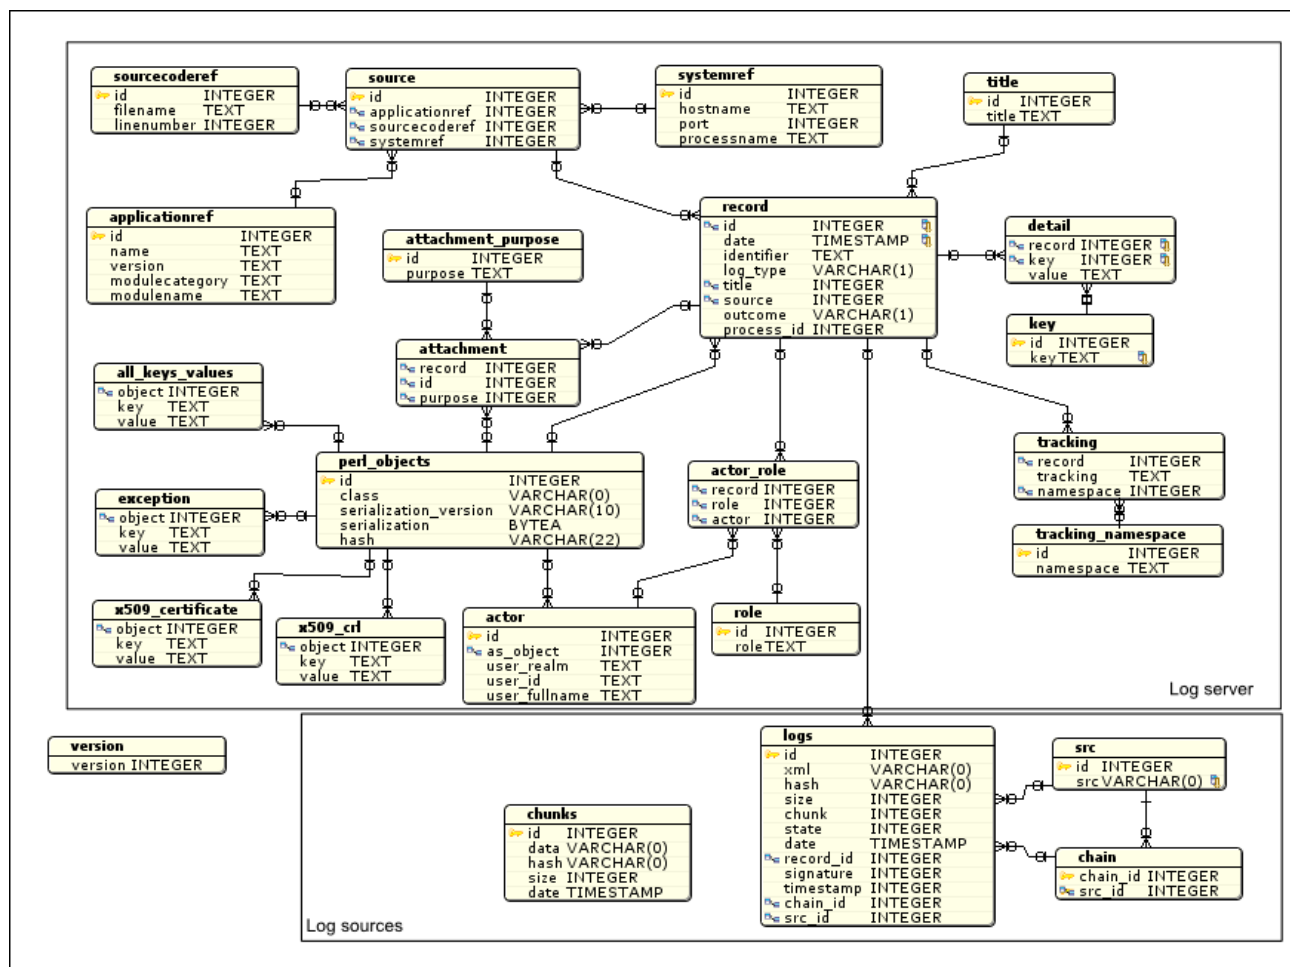 sourcecoderef
id INTEGER
filename TEXT
linenumber INTEGER
source
id INTEGER
applicationref INTEGER
sourcecoderef INTEGER
systemref INTEGER
systemref
id INTEGER
hostname TEXT
port INTEGER
processname TEXT
title
id INTEGER
title TEXT
applicationref
id INTEGER
name TEXT
version TEXT
modulecategory TEXT
modulename TEXT
attachment_purpose
id INTEGER
purpose TEXT
record
id INTEGER
date TIMESTAMP
identifier TEXT
log_type VARCHAR(1)
title INTEGER
source INTEGER
outcome VARCHAR(1)
process_id INTEGER
detail
record INTEGER
key INTEGER
value TEXT
key
id INTEGER
key TEXT
attachment
record INTEGER
id INTEGER
purpose INTEGER
all_keys_values
object INTEGER
key TEXT
value TEXT
perl_objects
id INTEGER
class VARCHAR(0)
serialization_version VARCHAR(10)
serialization BYTEA
hash VARCHAR(22)
exception
object INTEGER
key TEXT
value TEXT
actor_role
record INTEGER
role INTEGER
actor INTEGER
tracking
record INTEGER
tracking TEXT
namespace INTEGER
tracking_namespace
id INTEGER
namespace TEXT
x509_certificate
object INTEGER
key TEXT
value TEXT
x509_crl
object INTEGER
key TEXT
value TEXT
actor
id INTEGER
as_object INTEGER
user_realm TEXT
user_id TEXT
user_fullname TEXT
role
id INTEGER
role TEXT
Log server
version
version INTEGER
chunks
id INTEGER
data VARCHAR(0)
hash VARCHAR(0)
size INTEGER
date TIMESTAMP
logs
id INTEGER
xml VARCHAR(0)
hash VARCHAR(0)
size INTEGER
chunk INTEGER
state INTEGER
date TIMESTAMP
record_id INTEGER
signature INTEGER
timestamp INTEGER
chain_id INTEGER
src_id INTEGER
src
id INTEGER
src VARCHAR(0)
chain
chain_id INTEGER
src_id INTEGER
Log sources